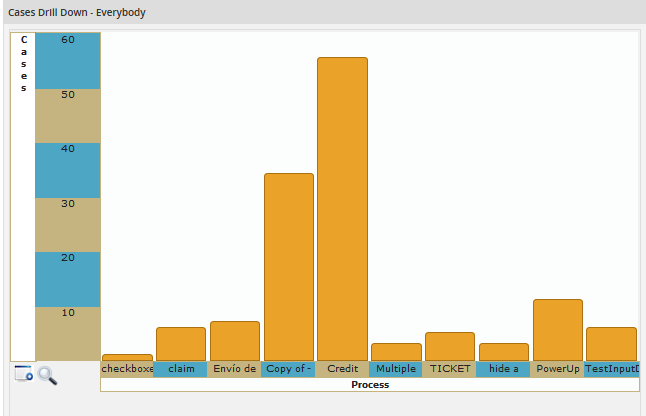 Cases Drill Down - Everybody
Cases
60
50
40
30
20
10
checkboxe
claim
Envío de
Copy of -
Credit
Multiple
TICKET
hide a
PowerUp
TestInputD
Process